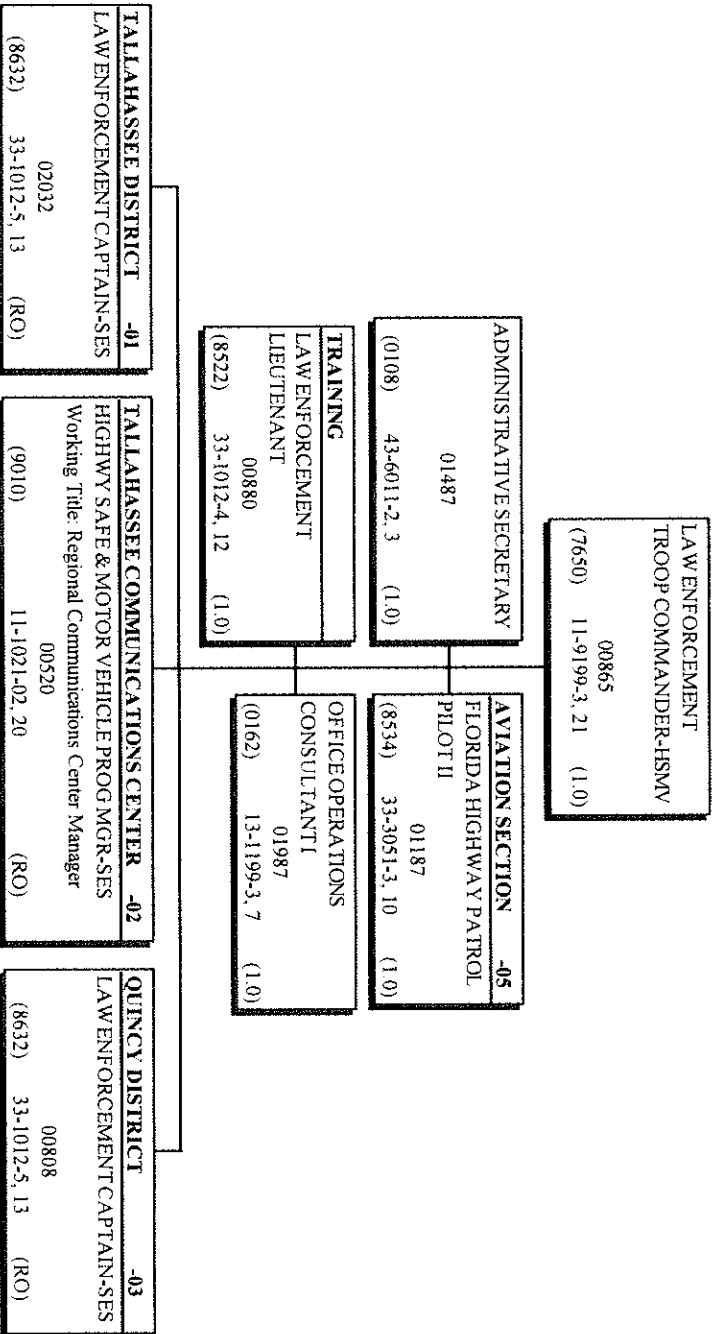 LAW ENFORCEMENT
TROOP COMMANDER-HSMV
00865
(7650) 11-9199-3, 21 (1.0)
ADMINISTRATIVE SECRETARY
01487
(0108) 43-6011-2, 3 (1.0)
AVIATION SECTION -05
FLORIDA HIGHWAY PATROL
PILOT II
01187
(8534) 33-3051-3, 10 (1.0)
TRAINING
LAW ENFORCEMENT
LIEUTENANT
00880
(8522) 33-1012-4, 12 (1.0)
OFFICE OPERATIONS
CONSULTANT I
01987
(0162) 13-1199-3, 7 (1.0)
TALLAHASSEE DISTRICT -01
LAW ENFORCEMENT CAPTAIN-SES
02032
(8632) 33-1012-5, 13 (RO)
TALLAHASSEE COMMUNICATIONS CENTER -02
HIGHWY SAFE & MOTOR VEHICLE PROG MGR-SES
Working Title: Regional Communications Center Manager
00520
(9010) 11-1021-02, 20 (RO)
QUINCY DISTRICT -03
LAW ENFORCEMENT CAPTAIN-SES
00808
(8632) 33-1012-5, 13 (RO)